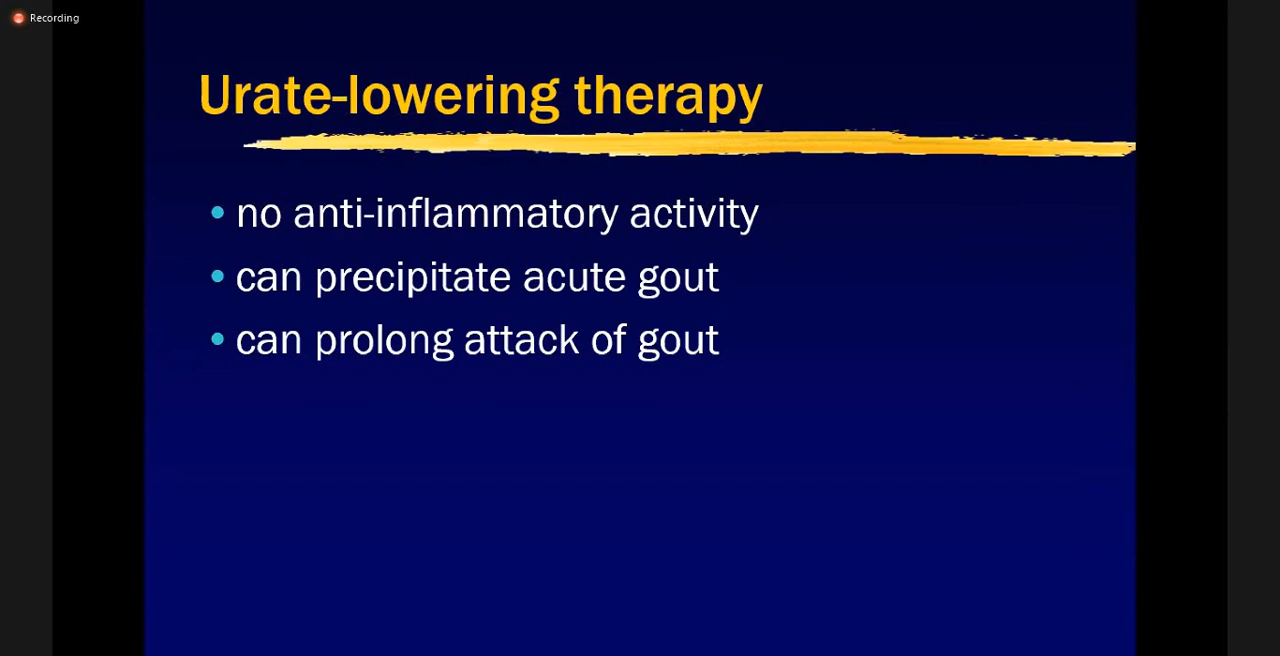 Recording
Urate-lowering therapy
• no anti-inflammatory activity
• can precipitate acute gout
• can prolong attack of gout